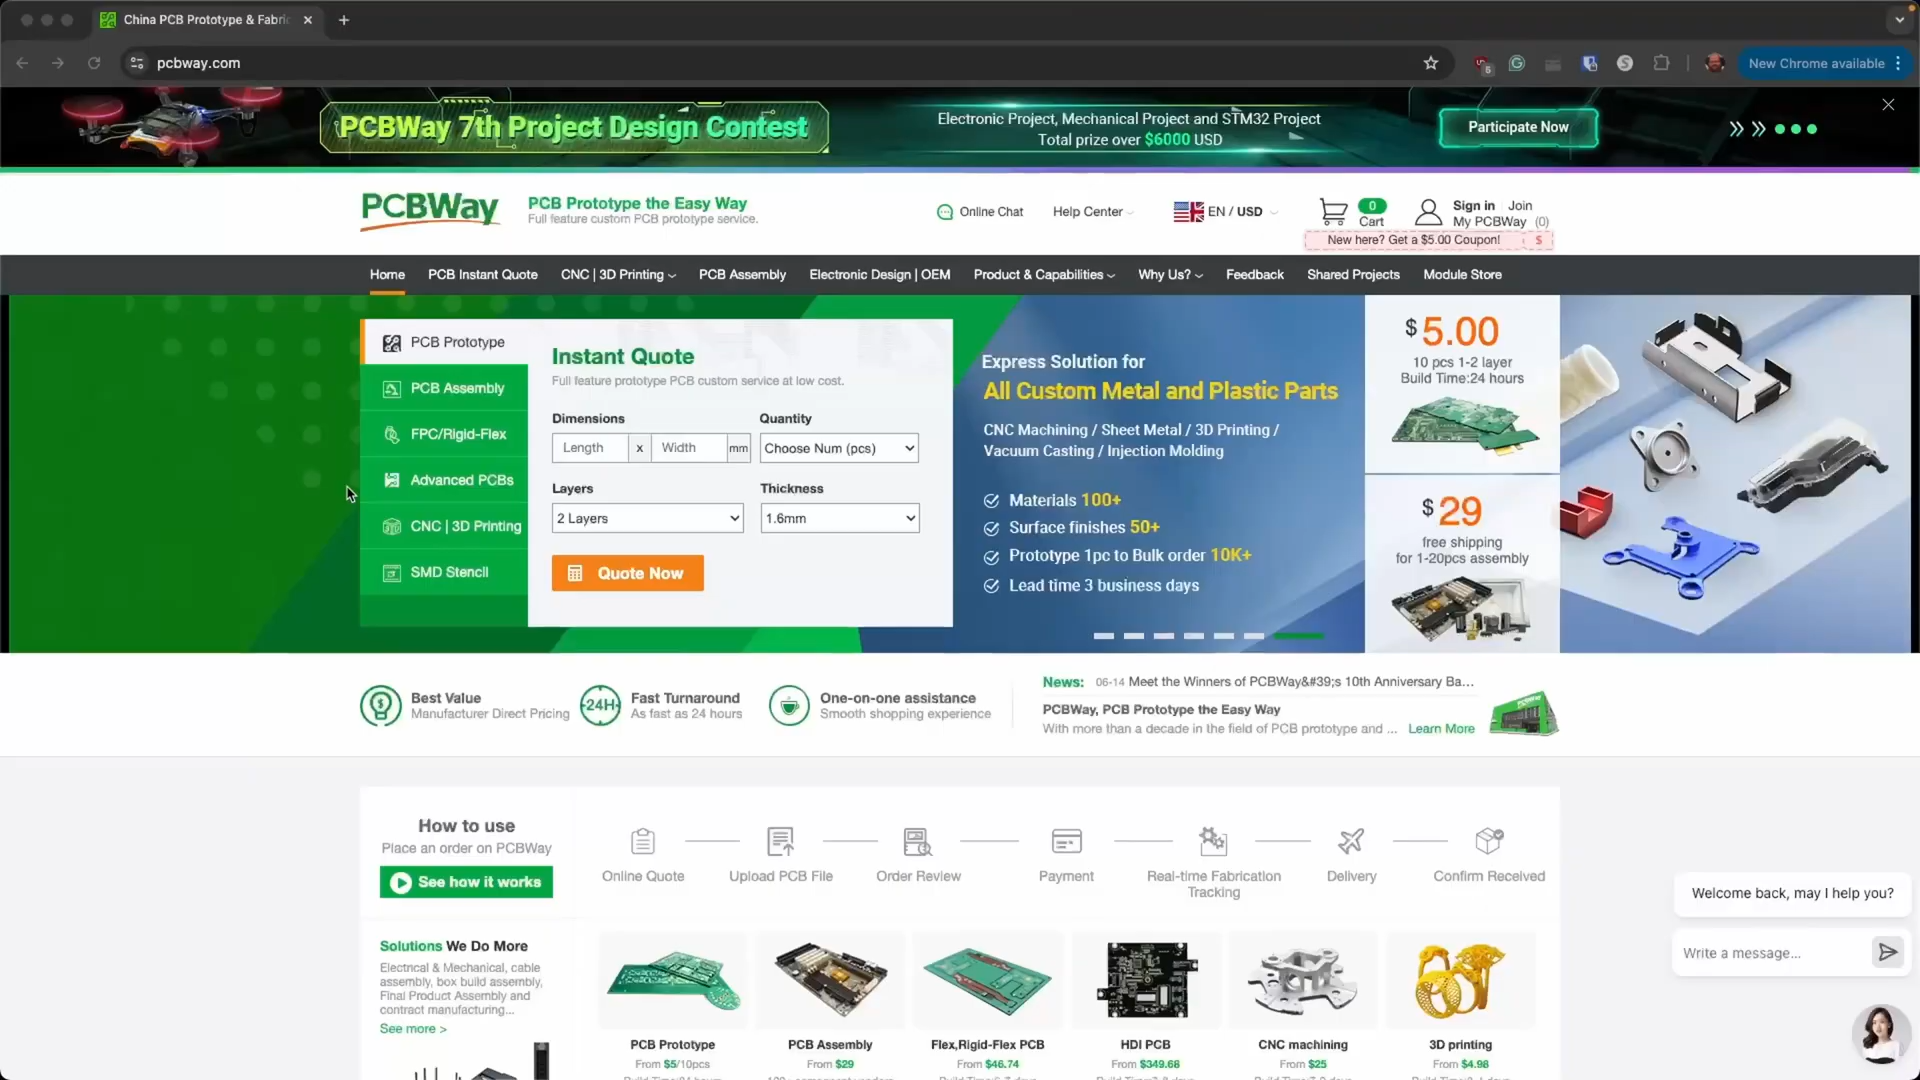 China PCB Prototype & Fabri
pcbway.com
New Chrome available
PCBWay 7th Project Design Contest
Electronic Project, Mechanical Project and STM32 Project
Total prize over $6000 USD
Participate Now
PCBWay
PCB Prototype the Easy Way
Full feature custom PCB prototype service.
Online Chat
Help Center
EN / USD
0
Cart
Sign in
Join
My PCBWay (0)
New here? Get a $5.00 Coupon!
$
Home
PCB Instant Quote
CNC | 3D Printing
PCB Assembly
Electronic Design | OEM
Product & Capabilities
Why Us?
Feedback
Shared Projects
Module Store
PCB Prototype
PCB Assembly
FPC/Rigid-Flex
Advanced PCBs
CNC | 3D Printing
SMD Stencil
Instant Quote
Full feature prototype PCB custom service at low cost.
Dimensions
Quantity
Length
x
Width
mm
Choose Num (pcs)
Layers
Thickness
2 Layers
1.6mm
Quote Now
Express Solution for
All Custom Metal and Plastic Parts
CNC Machining / Sheet Metal / 3D Printing /
Vacuum Casting / Injection Molding
Materials 100+
Surface finishes 50+
Prototype 1pc to Bulk order 10K+
Lead time 3 business days
$5.00
10 pcs 1-2 layer
Build Time:24 hours
$29
free shipping
for 1-20pcs assembly
Best Value
Manufacturer Direct Pricing
24H
Fast Turnaround
As fast as 24 hours
One-on-one assistance
Smooth shopping experience
News: 06-14 Meet the Winners of PCBWay&#39;s 10th Anniversary Ba...
PCBWay, PCB Prototype the Easy Way
With more than a decade in the field of PCB prototype and ... Learn More
How to use
Place an order on PCBWay
See how it works
Online Quote
Upload PCB File
Order Review
Payment
Real-time Fabrication
Tracking
Delivery
Confirm Received
Solutions We Do More
Electrical & Mechanical, cable
assembly, box build assembly,
Final Product Assembly and
contract manufacturing...
See more >
PCB Prototype
From $5/10pcs
PCB Assembly
From $29
Flex,Rigid-Flex PCB
From $46.74
HDI PCB
From $349.68
CNC machining
From $25
3D printing
From $4.98
Welcome back, may I help you?
Write a message...